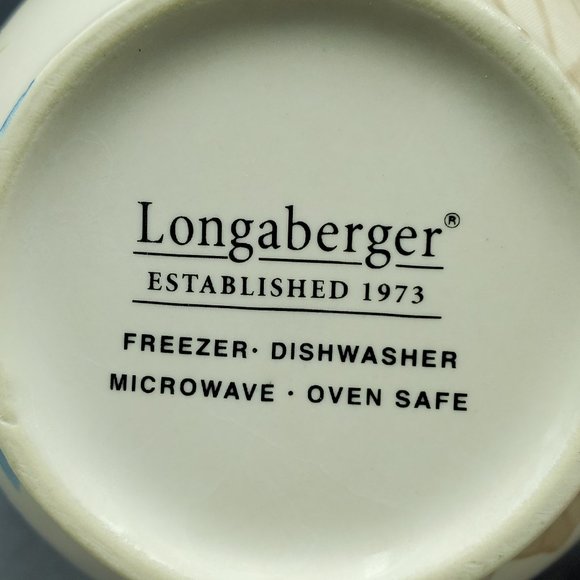 Longaberger®
ESTABLISHED 1973
FREEZER· DISHWASHER
MICROWAVE · OVEN SAFE